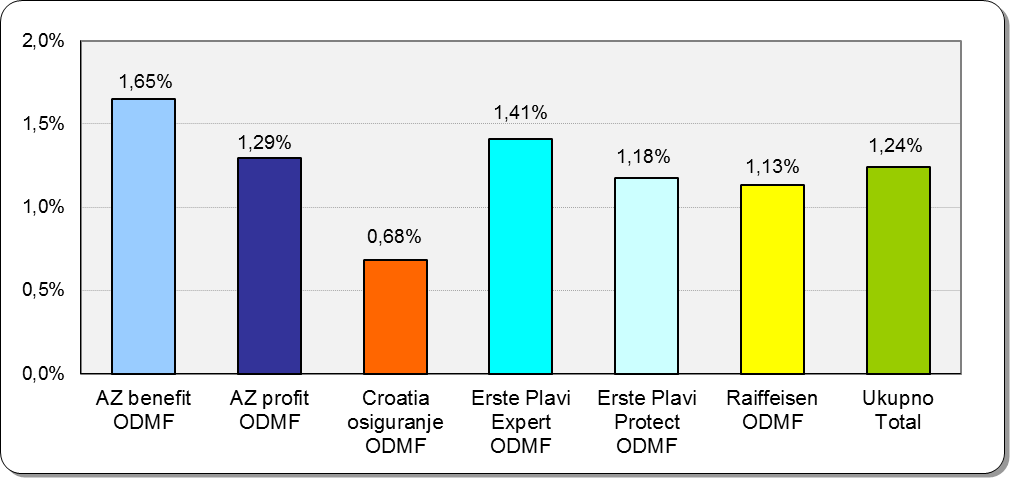 2,0%
1,5%
1,0%
0,5%
0,0%
1,65%
1,29%
0,68%
1,41%
1,18%
1,13%
1,24%
AZ benefit
ODMF
AZ profit
ODMF
Croatia
osiguranje
ODMF
Erste Plavi
Expert
ODMF
Erste Plavi
Protect
ODMF
Raiffeisen
ODMF
Ukupno
Total